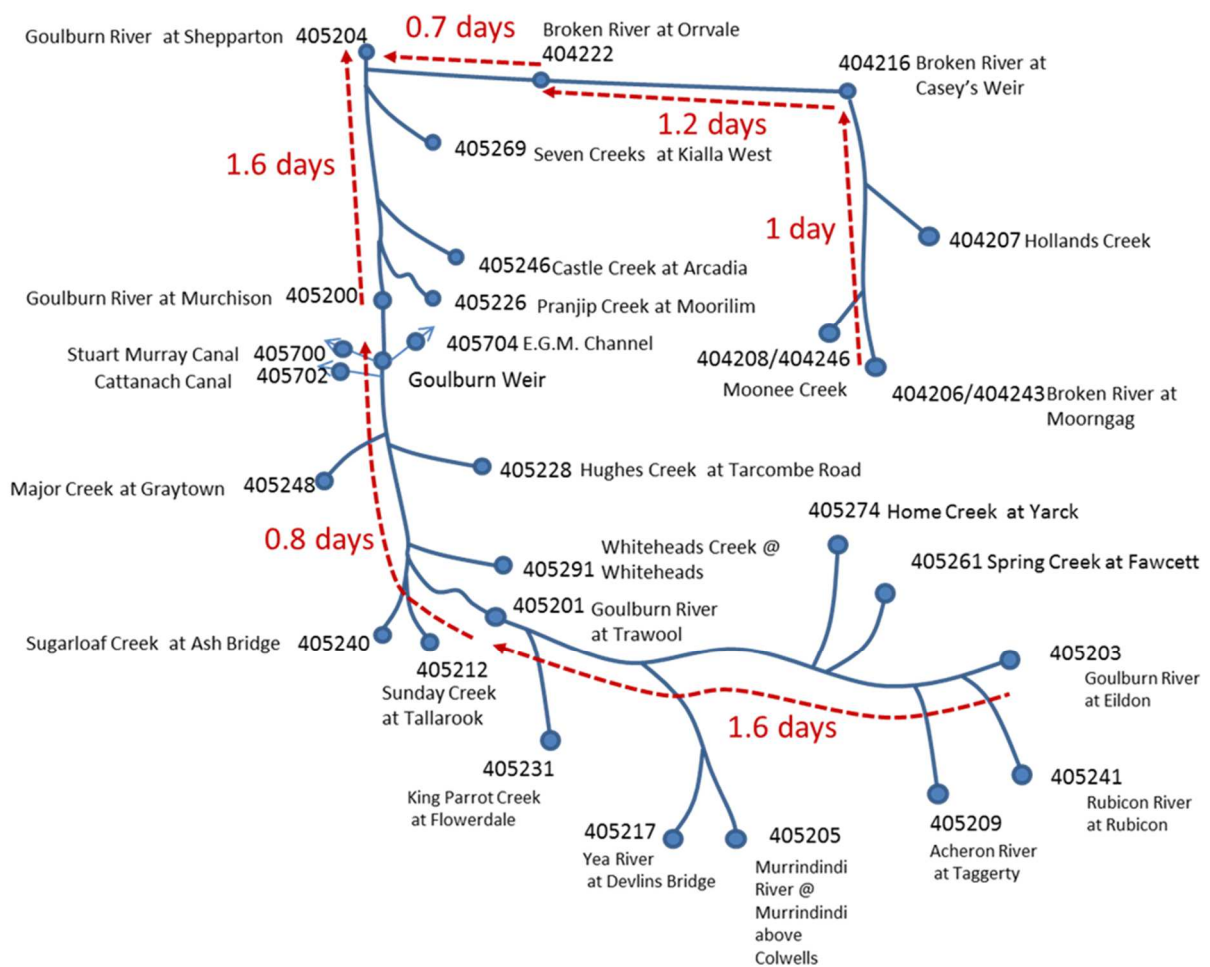 0.7 days
Broken River at Orrvale
404222
Goulburn River at Shepparton 405204
404216 Broken River at
Casey's Weir
1.2 days
405269 Seven Creeks at Kialla West
1.6 days
1 day
404207 Hollands Creek
405246 Castle Creek at Arcadia
Goulburn River at Murchison 405200
405226 Pranjip Creek at Moorilim
405704 E.G.M. Channel
Stuart Murray Canal 405700
Cattanach Canal 405702
Goulburn Weir
404208/404246
Moonee Creek
404206/404243 Broken River at
Moorngag
405228 Hughes Creek at Tarcombe Road
Major Creek at Graytown 405248
405274 Home Creek at Yarck
0.8 days
405291 Whiteheads Creek @
Whiteheads
405261 Spring Creek at Fawcett
405201 Goulburn River
at Trawool
Sugarloaf Creek at Ash Bridge 405240
405212
Sunday Creek
at Tallarook
405203
Goulburn River
at Eildon
1.6 days
405231
King Parrot Creek
at Flowerdale
405241
Rubicon River
at Rubicon
405217
Yea River
at Devlins Bridge
405205
Murrindindi
River @
Murrindindi
above
Colwells
405209
Acheron River
at Taggerty